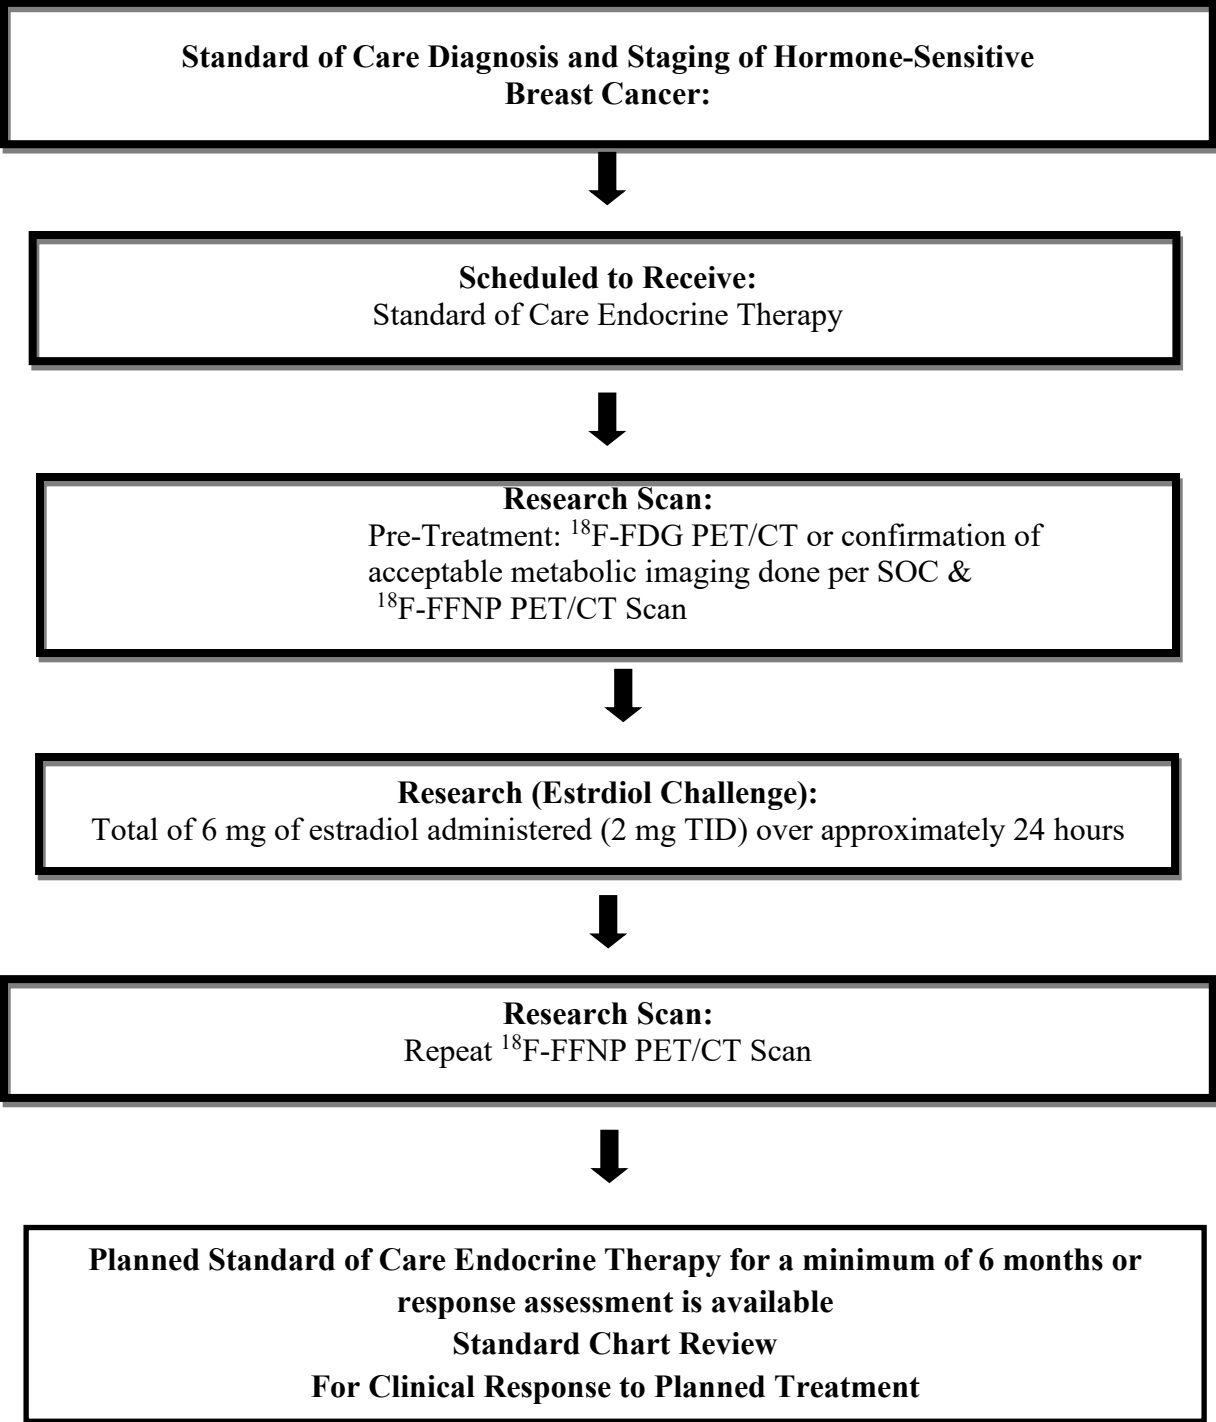 Standard of Care Diagnosis and Staging of Hormone-Sensitive
Breast Cancer:
Scheduled to Receive:
Standard of Care Endocrine Therapy
Research Scan:
Pre-Treatment: ¹⁸F-FDG PET/CT or confirmation of
acceptable metabolic imaging done per SOC &
¹⁸F-FFNP PET/CT Scan
Research (Estrdiol Challenge):
Total of 6 mg of estradiol administered (2 mg TID) over approximately 24 hours
Research Scan:
Repeat ¹⁸F-FFNP PET/CT Scan
Planned Standard of Care Endocrine Therapy for a minimum of 6 months or
response assessment is available
Standard Chart Review
For Clinical Response to Planned Treatment